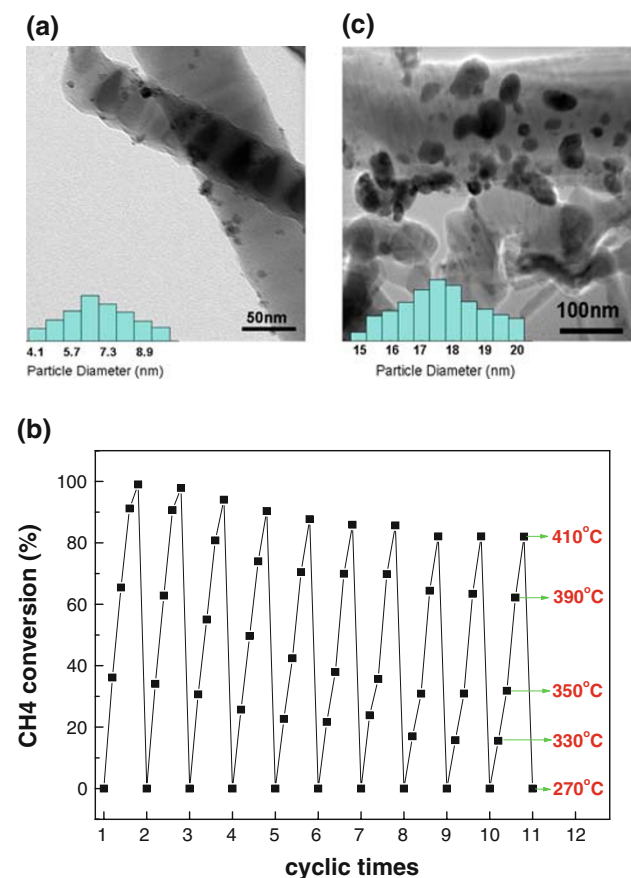 (a)
50nm
4.1 5.7 7.3 8.9
Particle Diameter (nm)
(c)
100nm
15 16 17 18 19 20
Particle Diameter (nm)
(b)
CH4 conversion (%)
100
80
60
40
20
0
410°C
390°C
350°C
330°C
270°C
1 2 3 4 5 6 7 8 9 10 11 12
cyclic times